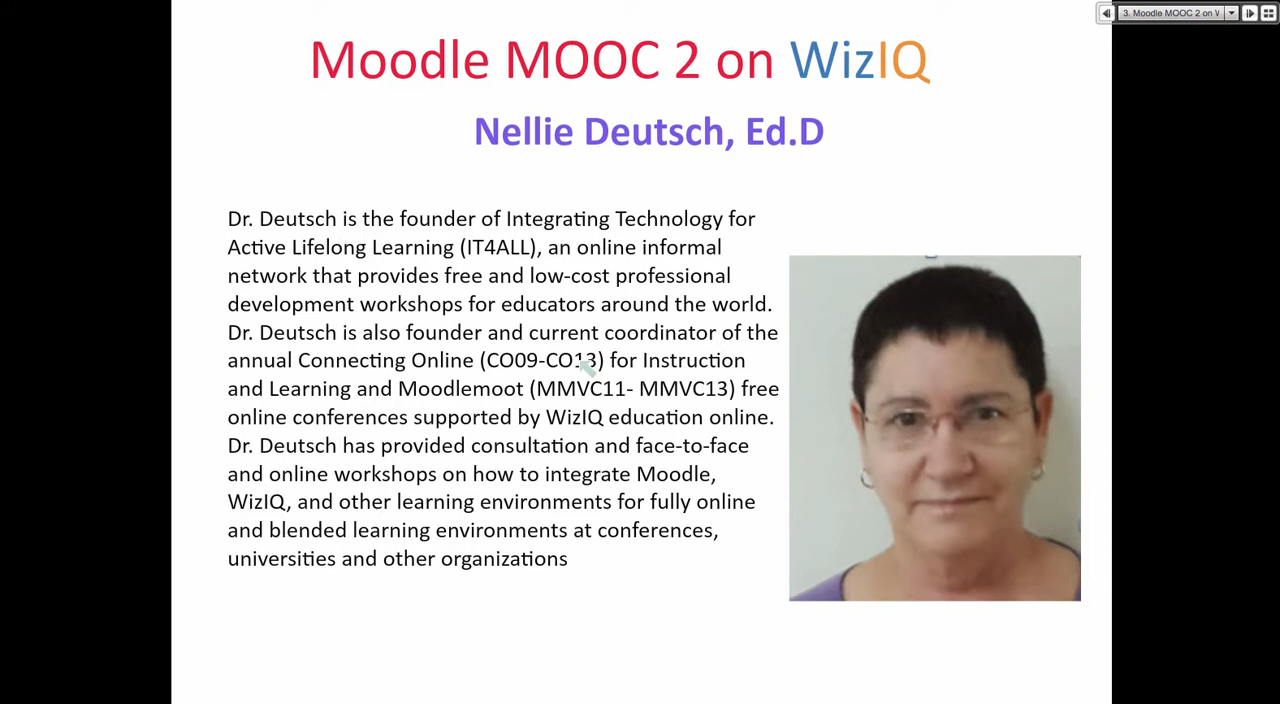 3. Moodle MOOC 2 on W
Moodle MOOC 2 on WizIQ
Nellie Deutsch, Ed.D
Dr. Deutsch is the founder of Integrating Technology for
Active Lifelong Learning (IT4ALL), an online informal
network that provides free and low-cost professional
development workshops for educators around the world.
Dr. Deutsch is also founder and current coordinator of the
annual Connecting Online (CO09-CO13) for Instruction
and Learning and Moodlemoot (MMVC11- MMVC13) free
online conferences supported by WizIQ education online.
Dr. Deutsch has provided consultation and face-to-face
and online workshops on how to integrate Moodle,
WizIQ, and other learning environments for fully online
and blended learning environments at conferences,
universities and other organizations